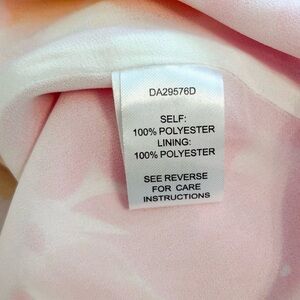 DA29576D
SELF:
100% POLYESTER
LINING:
100% POLYESTER
SEE REVERSE
FOR CARE
INSTRUCTIONS